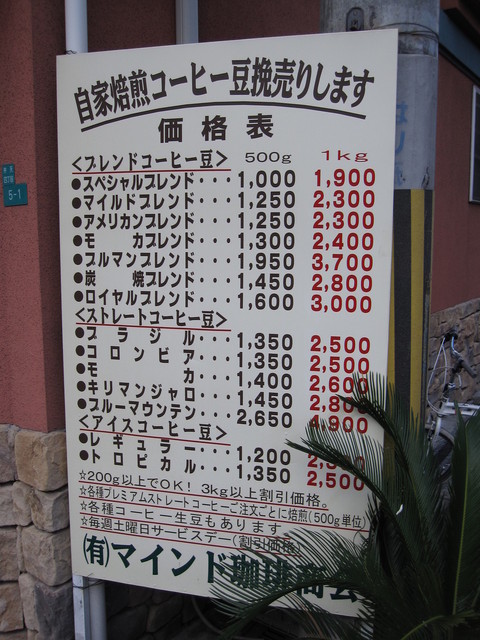 自家焙煎コーヒー豆挽売りします
価格表
＜ブレンドコーヒー豆＞ 500g 1kg
●スペシャルブレンド・・・1,000 1,900
●マイルドブレンド・・・1,250 2,300
●アメリカンブレンド・・・1,250 2,300
●モカブレンド・・・1,300 2,400
●ブルマンブレンド・・・1,950 3,700
●炭焼ブレンド・・・1,450 2,800
●ロイヤルブレンド・・・1,600 3,000
＜ストレートコーヒー豆＞
●ブラジル・・・1,350 2,500
●コロンビア・・・1,350 2,500
●モカ・・・1,400 2,600
●キリマンジャロ・・・1,450 2,800
●ブルーマウンテン・・・2,650 4,900
＜アイスコーヒー豆＞
●レギュラー・・・1,200
●トロピカル・・・1,350 2,500
☆200g以上でOK! 3kg以上割引価格。
☆各種プレミアムストレートコーヒーご注文ごとに焙煎(500g単位)
☆各種コーヒー生豆もあります
☆毎週土曜日サービスデー(割引価格)
(有)マインド珈琲商会
5-1